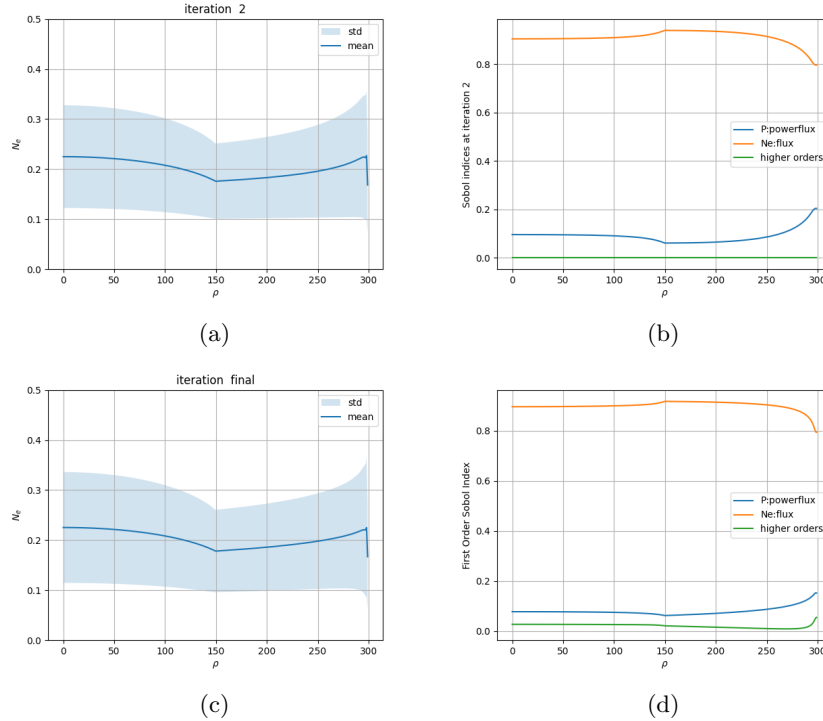 iteration 2
0.5
0.4
0.3
0.2
0.1
0.0
N_e
std
mean
0 50 100 150 200 250 300
ρ
(a)
0.8
0.6
0.4
0.2
0.0
Sobol indices at iteration 2
P:powerflux
Ne:flux
higher orders
0 50 100 150 200 250 300
ρ
(b)
iteration final
0.5
0.4
0.3
0.2
0.1
0.0
N_e
std
mean
0 50 100 150 200 250 300
ρ
(c)
0.8
0.6
0.4
0.2
0.0
First Order Sobol Index
P:powerflux
Ne:flux
higher orders
0 50 100 150 200 250 300
ρ
(d)